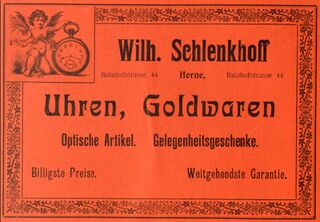 Wilh. Schlenkhoff
Bahnhofstrasse 44 Herne, Bahnhofstrasse 44
Uhren, Goldwaren
Optische Artikel. Gelegenheitsgeschenke.
Billigste Preise. Weitgehendste Garantie.